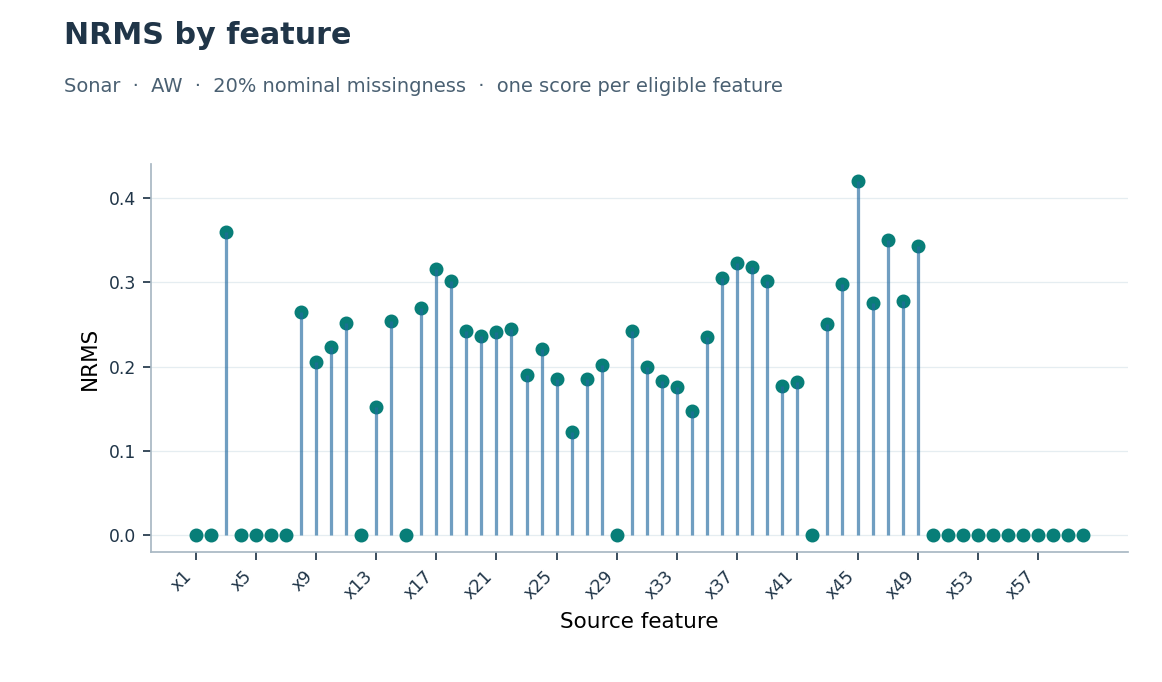 NRMS by feature
Sonar · AW · 20% nominal missingness · one score per eligible feature
0.4
0.3
0.2
0.1
0.0
NRMS
x1 x5 x9 x13 x17 x21 x25 x29 x33 x37 x41 x45 x49 x53 x57
Source feature